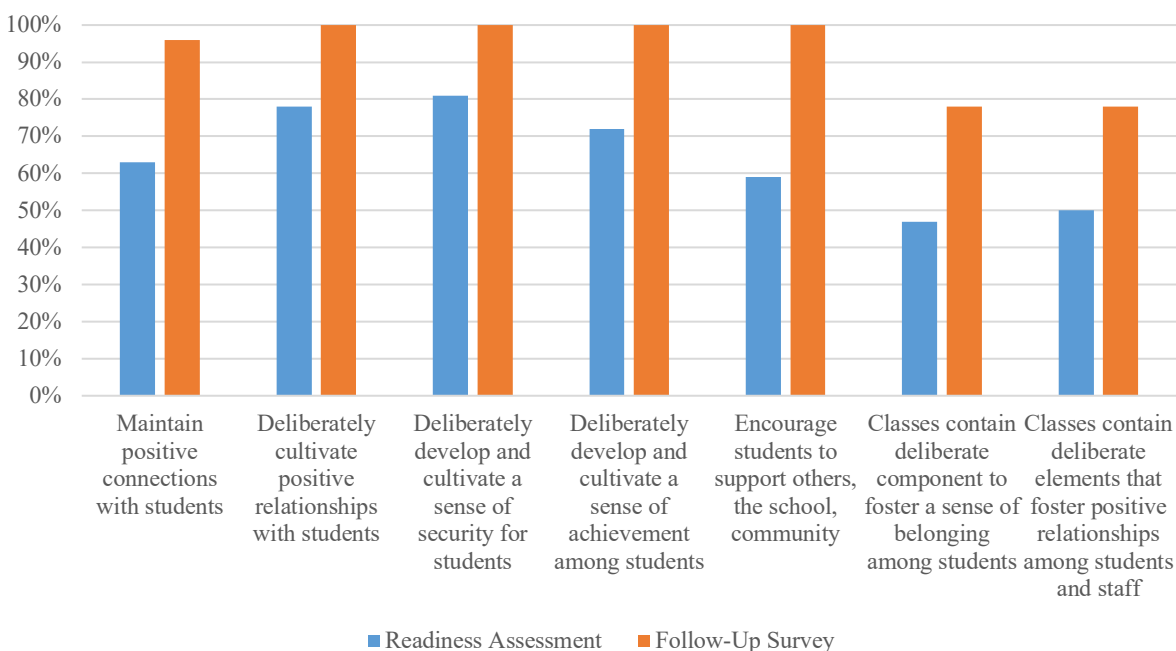 100%
90%
80%
70%
60%
50%
40%
30%
20%
10%
0%
Maintain
positive
connections
with students
Deliberately
cultivate
positive
relationships
with students
Deliberately
develop and
cultivate a
sense of
security for
students
Deliberately
develop and
cultivate a
sense of
achievement
among students
Encourage
students to
support others,
the school,
community
Classes contain
deliberate
component to
foster a sense of
belonging
among students
Classes contain
deliberate
elements that
foster positive
relationships
among students
and staff
Readiness Assessment
Follow-Up Survey